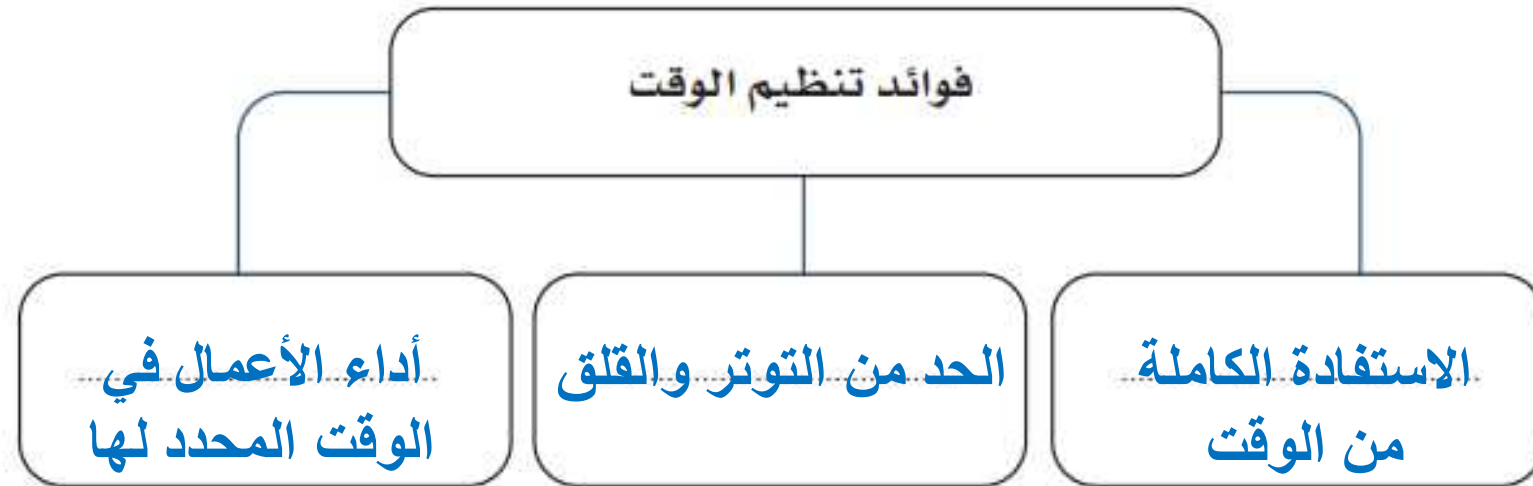 فوائد تنظيم الوقت
الاستفادة الكاملة
من الوقت
الحد من التوتر والقلق
أداء الأعمال في
الوقت المحدد لها